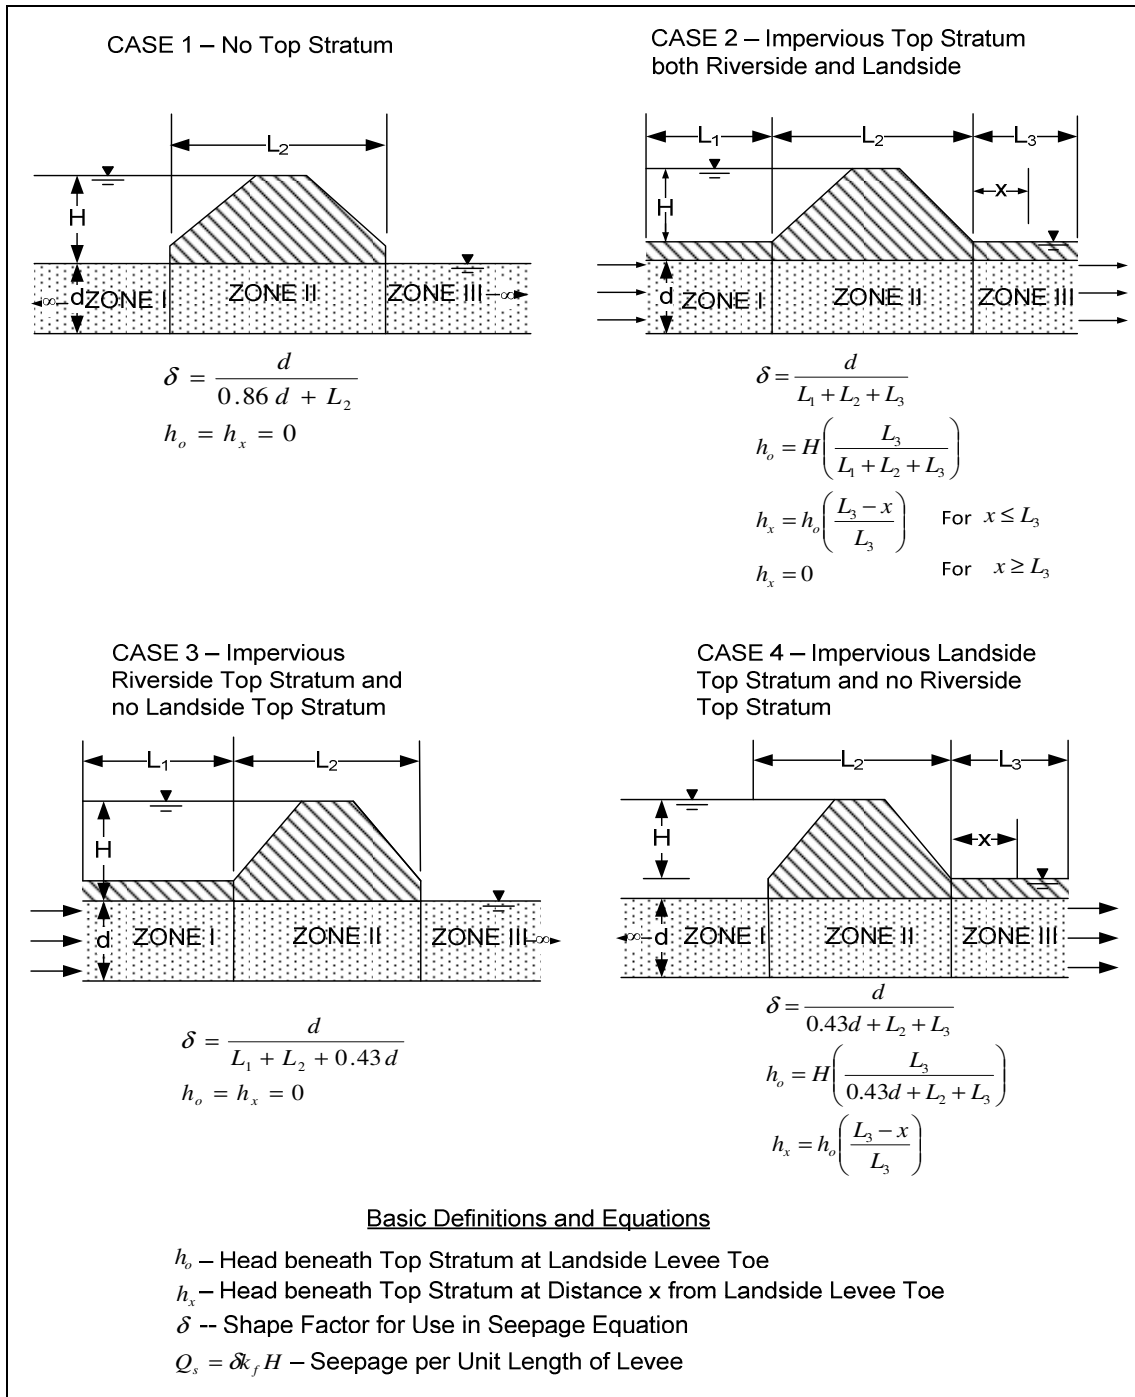 CASE 1 – No Top Stratum
L₂
H
d
∞
ZONE I
ZONE II
ZONE III
∞
δ = d / (0.86 d + L₂)
hₒ = hₓ = 0
CASE 2 – Impervious Top Stratum
both Riverside and Landside
L₁
L₂
L₃
x
H
d
ZONE I
ZONE II
ZONE III
δ = d / (L₁ + L₂ + L₃)
hₒ = H ( L₃ / (L₁ + L₂ + L₃) )
hₓ = hₒ ( (L₃ − x) / L₃ ) For x ≤ L₃
hₓ = 0 For x ≥ L₃
CASE 3 – Impervious
Riverside Top Stratum and
no Landside Top Stratum
L₁
L₂
H
d
ZONE I
ZONE II
ZONE III
∞
δ = d / (L₁ + L₂ + 0.43 d)
hₒ = hₓ = 0
CASE 4 – Impervious Landside
Top Stratum and no Riverside
Top Stratum
L₂
L₃
x
H
∞
d
ZONE I
ZONE II
ZONE III
δ = d / (0.43d + L₂ + L₃)
hₒ = H ( L₃ / (0.43d + L₂ + L₃) )
hₓ = hₒ ( (L₃ − x) / L₃ )
Basic Definitions and Equations
hₒ – Head beneath Top Stratum at Landside Levee Toe
hₓ – Head beneath Top Stratum at Distance x from Landside Levee Toe
δ -- Shape Factor for Use in Seepage Equation
Qₛ = δk_f H – Seepage per Unit Length of Levee